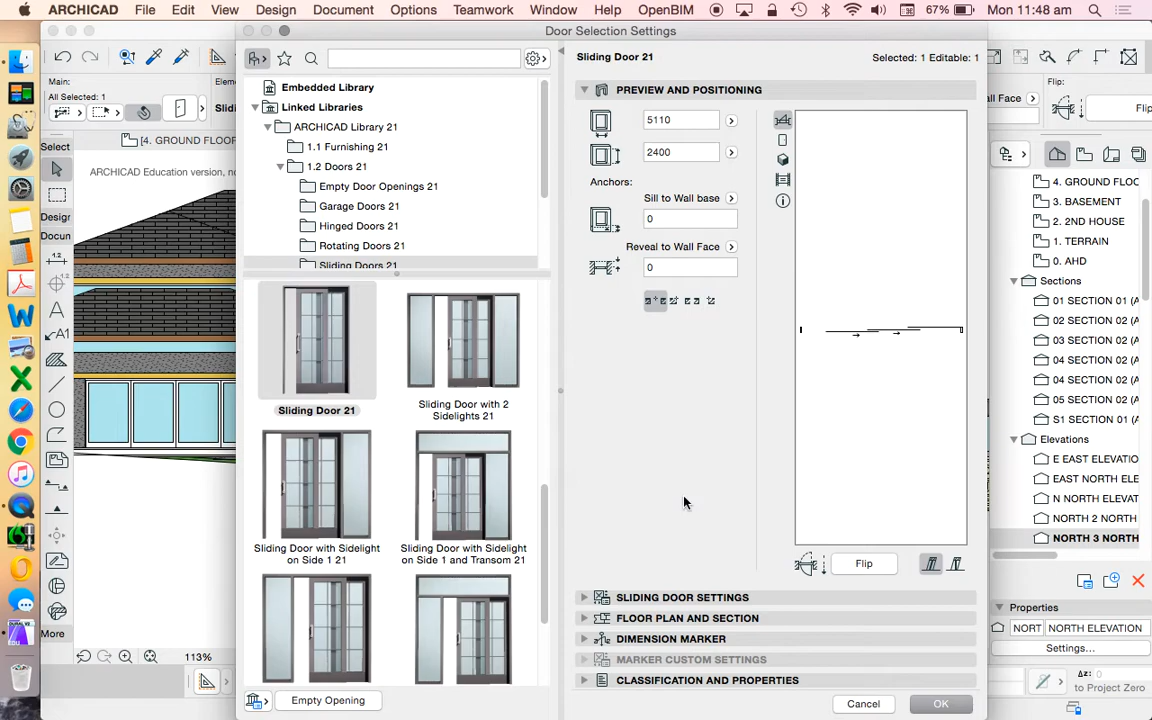 ARCHICAD File Edit View Design Document Options Teamwork Window Help OpenBIM 67% Mon 11:48 am
Door Selection Settings
Main:
All Selected: 1
Flip:
Flip
[4. GROUND FLOOR
Select
ARCHICAD Education version, no
Design
Docum
1.2
A
A1
More
113%
Embedded Library
Linked Libraries
ARCHICAD Library 21
1.1 Furnishing 21
1.2 Doors 21
Empty Door Openings 21
Garage Doors 21
Hinged Doors 21
Rotating Doors 21
Sliding Doors 21
Sliding Door 21
Sliding Door with 2
Sidelights 21
Sliding Door with Sidelight
on Side 1 21
Sliding Door with Sidelight
on Side 1 and Transom 21
Empty Opening
Sliding Door 21
Selected: 1 Editable: 1
PREVIEW AND POSITIONING
5110
2400
Anchors:
Sill to Wall base
0
Reveal to Wall Face
0
Flip
SLIDING DOOR SETTINGS
FLOOR PLAN AND SECTION
DIMENSION MARKER
MARKER CUSTOM SETTINGS
CLASSIFICATION AND PROPERTIES
Cancel
OK
4. GROUND FLOO
3. BASEMENT
2. 2ND HOUSE
1. TERRAIN
0. AHD
Sections
01 SECTION 01 (A
02 SECTION 02 (A
03 SECTION 02 (A
04 SECTION 02 (A
04 SECTION 02 (A
05 SECTION 02 (A
S1 SECTION 01 (A
Elevations
E EAST ELEVATIO
EAST NORTH ELE
N NORTH ELEVAT
NORTH 2 NORTH
NORTH 3 NORTH
Properties
NORT NORTH ELEVATION
Settings...
Δz: 0
to Project Zero